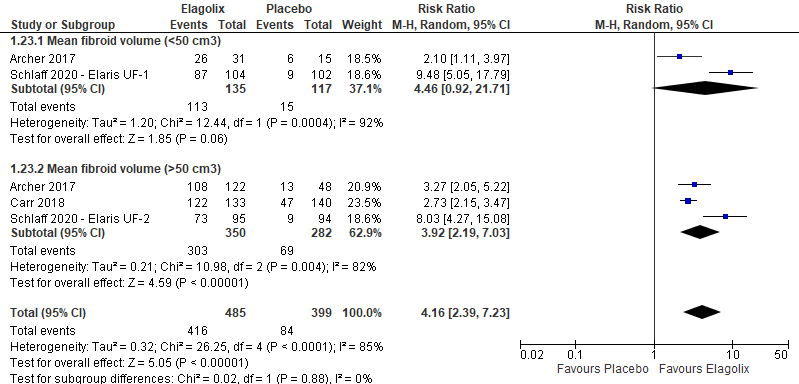 Elagolix Placebo Risk Ratio Risk Ratio
Study or Subgroup Events Total Events Total Weight M-H, Random, 95% CI M-H, Random, 95% CI
1.23.1 Mean fibroid volume (<50 cm3)
Archer 2017 26 31 6 15 18.5% 2.10 [1.11, 3.97]
Schlaff 2020 - Elaris UF-1 87 104 9 102 18.6% 9.48 [5.05, 17.79]
Subtotal (95% CI) 135 117 37.1% 4.46 [0.92, 21.71]
Total events 113 15
Heterogeneity: Tau² = 1.20; Chi² = 12.44, df = 1 (P = 0.0004); I² = 92%
Test for overall effect: Z = 1.85 (P = 0.06)
1.23.2 Mean fibroid volume (>50 cm3)
Archer 2017 108 122 13 48 20.9% 3.27 [2.05, 5.22]
Carr 2018 122 133 47 140 23.5% 2.73 [2.15, 3.47]
Schlaff 2020 - Elaris UF-2 73 95 9 94 18.6% 8.03 [4.27, 15.08]
Subtotal (95% CI) 350 282 62.9% 3.92 [2.19, 7.03]
Total events 303 69
Heterogeneity: Tau² = 0.21; Chi² = 10.98, df = 2 (P = 0.004); I² = 82%
Test for overall effect: Z = 4.59 (P < 0.00001)
Total (95% CI) 485 399 100.0% 4.16 [2.39, 7.23]
Total events 416 84
Heterogeneity: Tau² = 0.32; Chi² = 26.25, df = 4 (P < 0.0001); I² = 85%
Test for overall effect: Z = 5.05 (P < 0.00001)
Test for subgroup differences: Chi² = 0.02, df = 1 (P = 0.88), I² = 0%
0.02 0.1 1 10 50
Favours Placebo Favours Elagolix